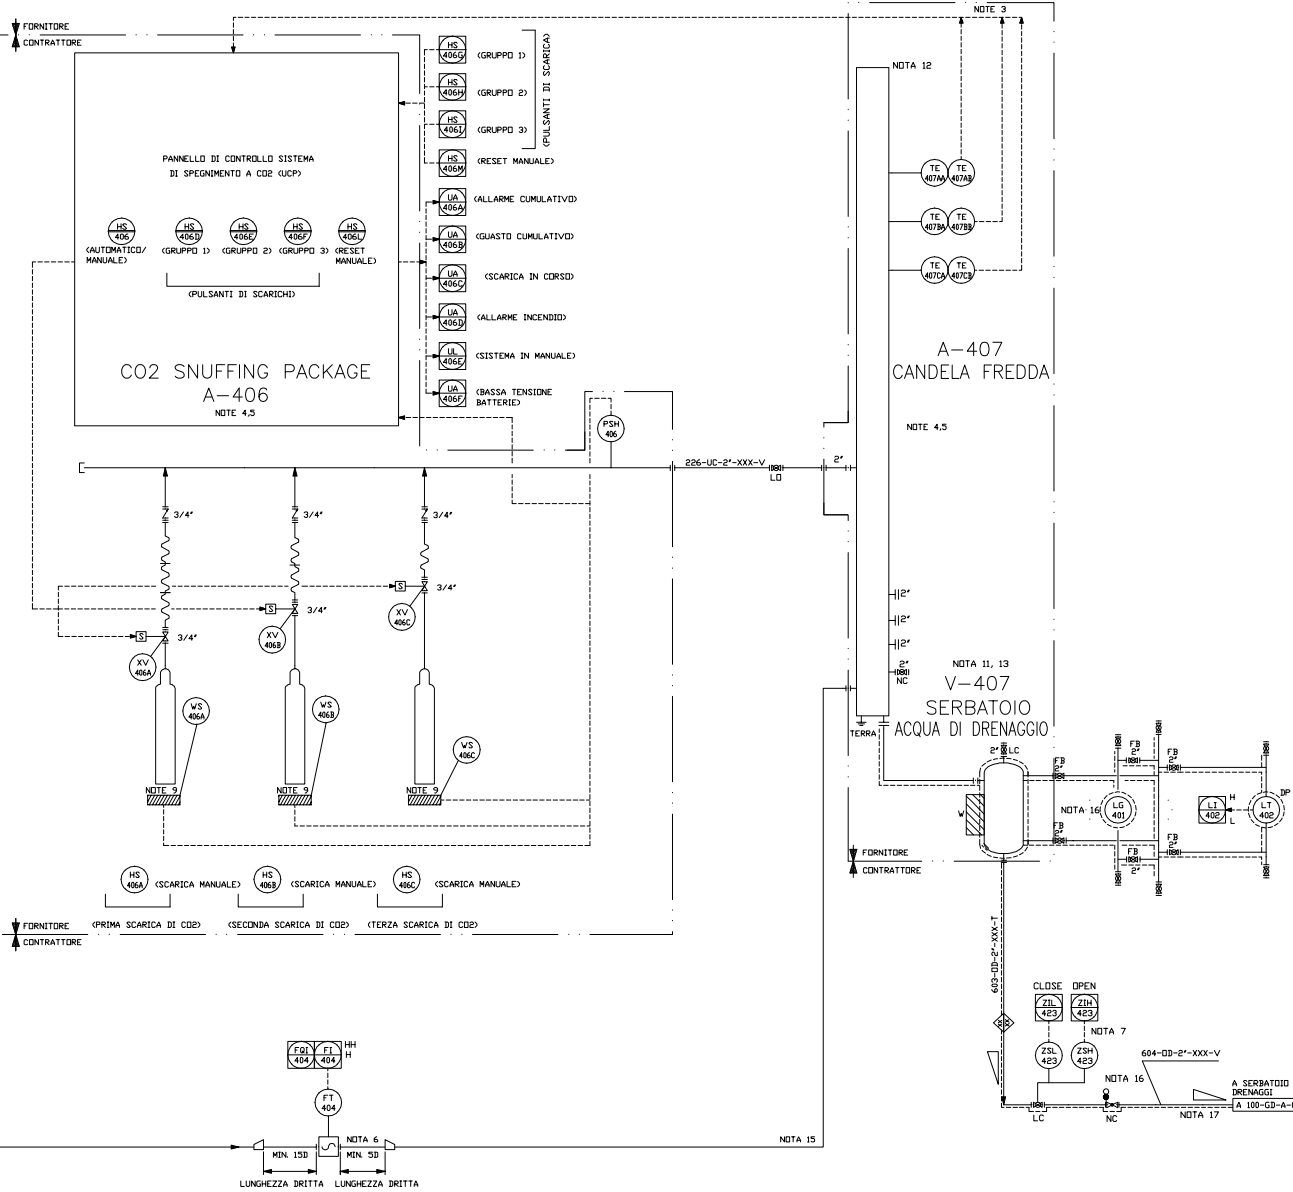 NOTE 3
FORNITORE
CONTRATTORE
HS
406G
(GRUPPO 1)
HS
406H
(GRUPPO 2)
HS
406I
(GRUPPO 3)
(PULSANTI DI SCARICA)
HS
406M
(RESET MANUALE)
UA
406A
(ALLARME CUMULATIVO)
UA
406B
(GUASTO CUMULATIVO)
UA
406C
(SCARICA IN CORSO)
UA
406D
(ALLARME INCENDIO)
UL
406E
(SISTEMA IN MANUALE)
UA
406F
(BASSA TENSIONE
BATTERIE)
PANNELLO DI CONTROLLO SISTEMA
DI SPEGNIMENTO A CO2 (UCP)
HS
406
(AUTOMATICO/
MANUALE)
HS
406D
(GRUPPO 1)
HS
406E
(GRUPPO 2)
HS
406F
(GRUPPO 3)
HS
406L
(RESET
MANUALE)
(PULSANTI DI SCARICHI)
CO2 SNUFFING PACKAGE
A-406
NOTE 4,5
PSH
406
226-UC-2"-XXX-V
LO
2"
NOTA 12
TE
407AA
TE
407AB
TE
407BA
TE
407BB
TE
407CA
TE
407CB
A-407
CANDELA FREDDA
NOTE 4,5
3/4"
3/4"
3/4"
S
3/4"
S
3/4"
S
3/4"
XV
406A
XV
406B
XV
406C
WS
406A
WS
406B
WS
406C
NOTE 9
NOTE 9
NOTE 9
2"
2"
2"
2"
NC
NOTA 11, 13
V-407
SERBATOIO
ACQUA DI DRENAGGIO
TERRA
2"
LC
FB
2"
FB
2"
FB
2"
FB
2"
FB
2"
FB
2"
W
NOTA 16
LG
401
LI
402
H
L
LT
402
DP
FORNITORE
CONTRATTORE
HS
406A
(SCARICA MANUALE)
HS
406B
(SCARICA MANUALE)
HS
406C
(SCARICA MANUALE)
(PRIMA SCARICA DI CO2)
(SECONDA SCARICA DI CO2)
(TERZA SCARICA DI CO2)
FORNITORE
CONTRATTORE
603-OD-2"-XXX-T
XX
XX
CLOSE
OPEN
ZIL
423
ZIH
423
NOTA 7
ZSL
423
ZSH
423
604-OD-2"-XXX-V
NOTA 16
LC
NC
NOTA 17
A SERBATOIO
DRENAGGI
FQI
404
FI
404
HH
H
FT
404
NOTA 6
MIN. 15D
MIN. 5D
LUNGHEZZA DRITTA
LUNGHEZZA DRITTA
NOTA 15